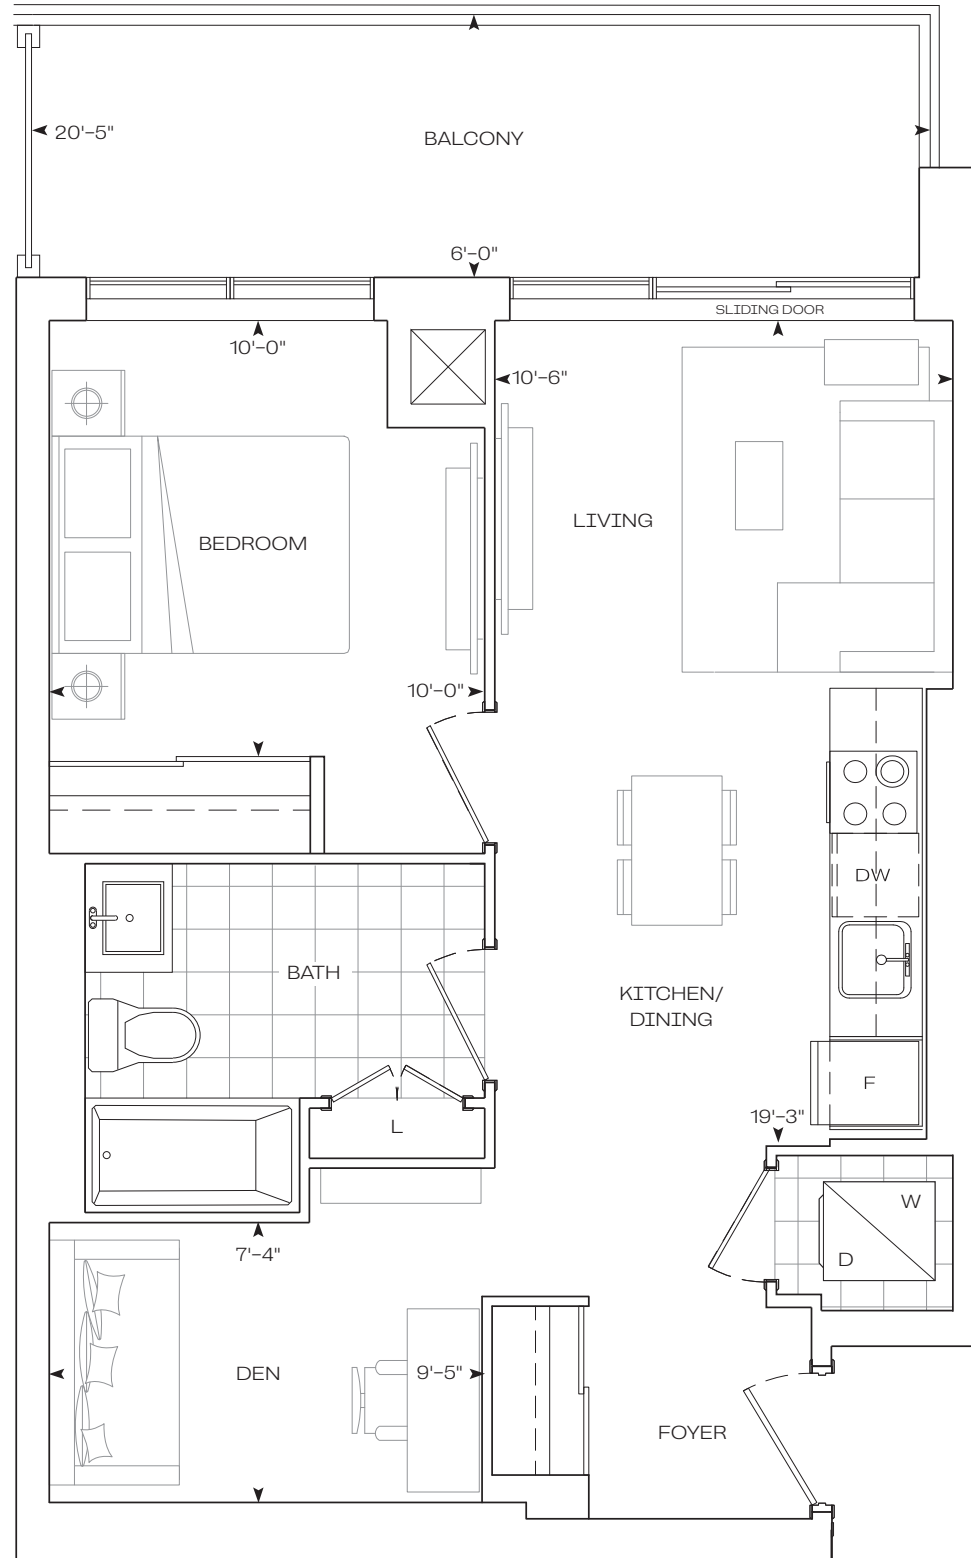 20'-5"
BALCONY
6'-0"
SLIDING DOOR
10'-0"
10'-6"
LIVING
BEDROOM
10'-0"
DW
BATH
KITCHEN/
DINING
F
19'-3"
L
W
D
7'-4"
DEN
9'-5"
FOYER